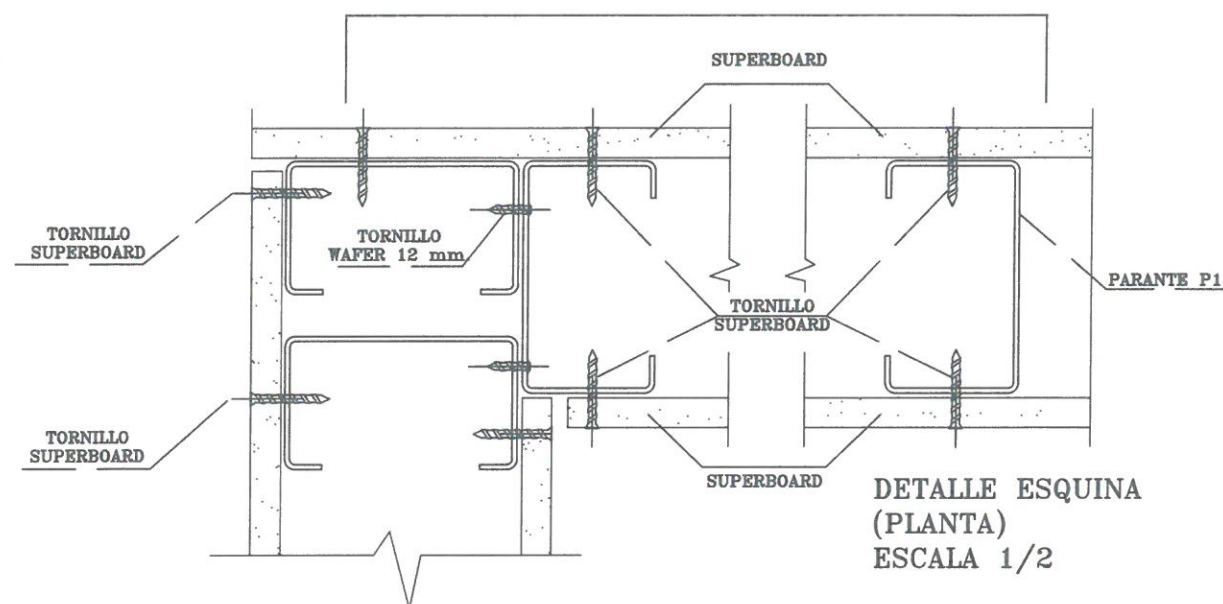 SUPERBOARD
TORNILLO
SUPERBOARD
TORNILLO
WAFER 12 mm
PARANTE P1
TORNILLO
SUPERBOARD
TORNILLO
SUPERBOARD
SUPERBOARD
DETALLE ESQUINA
(PLANTA)
ESCALA 1/2